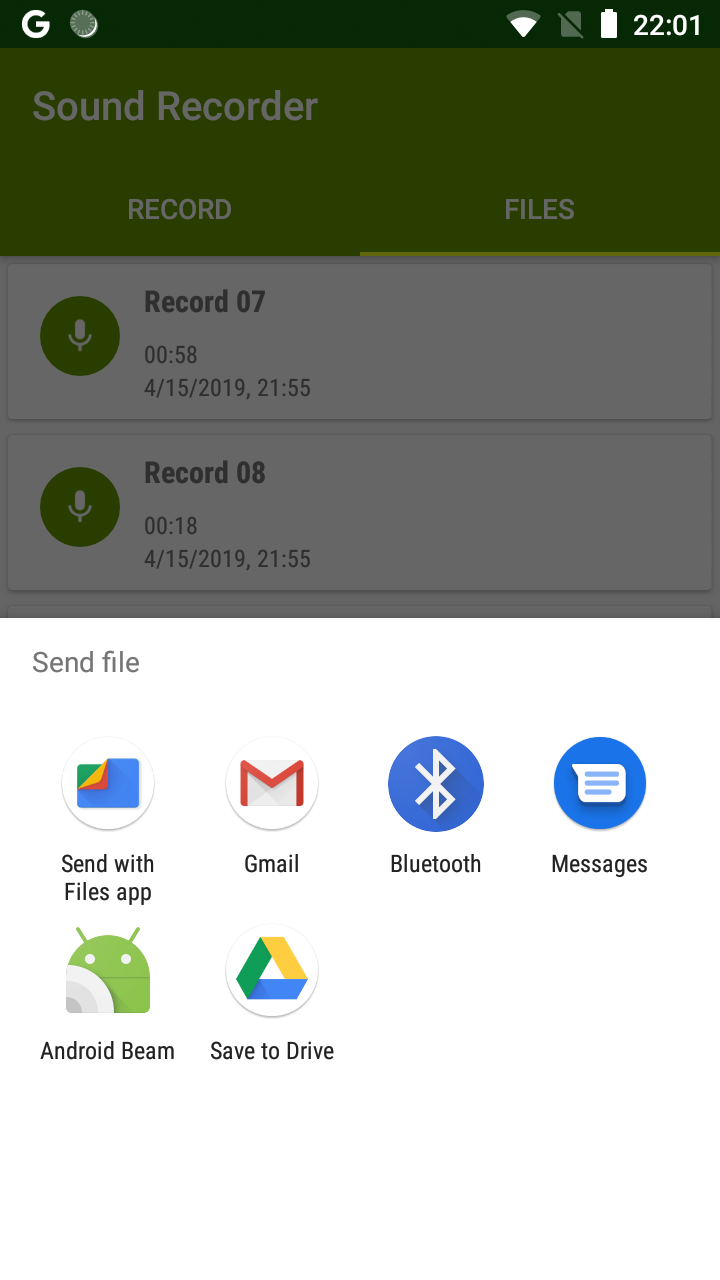 22:01
Sound Recorder
RECORD
FILES
Record 07
00:58
4/15/2019, 21:55
Record 08
00:18
4/15/2019, 21:55
Send file
Send with
Files app
Gmail
Bluetooth
Messages
Android Beam
Save to Drive